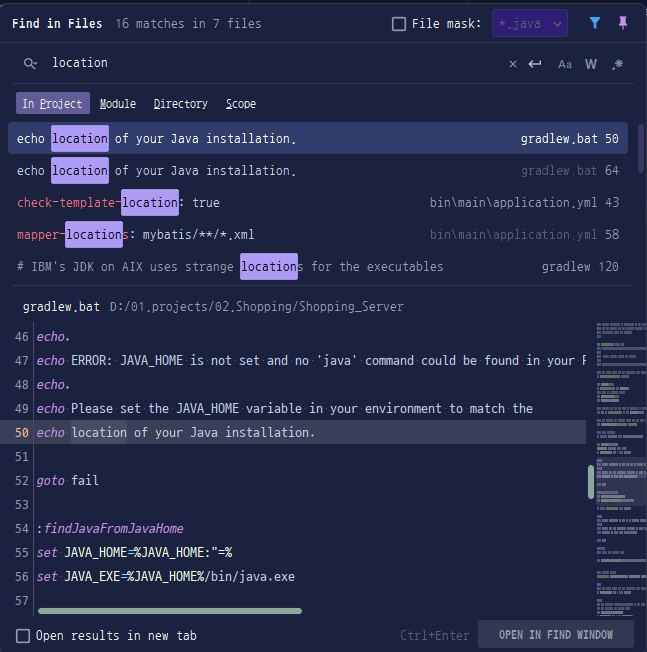 Find in Files 16 matches in 7 files File mask: *.java
location Aa W .*
In Project Module Directory Scope
echo location of your Java installation. gradlew.bat 50
echo location of your Java installation. gradlew.bat 64
check-template-location: true bin\main\application.yml 43
mapper-locations: mybatis/**/*.xml bin\main\application.yml 58
# IBM's JDK on AIX uses strange locations for the executables gradlew 120
gradlew.bat D:/01.projects/02.Shopping/Shopping_Server
46 echo.
47 echo ERROR: JAVA_HOME is not set and no 'java' command could be found in your
48 echo.
49 echo Please set the JAVA_HOME variable in your environment to match the
50 echo location of your Java installation.
51
52 goto fail
53
54 :findJavaFromJavaHome
55 set JAVA_HOME=%JAVA_HOME:"=%
56 set JAVA_EXE=%JAVA_HOME%/bin/java.exe
57
Open results in new tab Ctrl+Enter OPEN IN FIND WINDOW